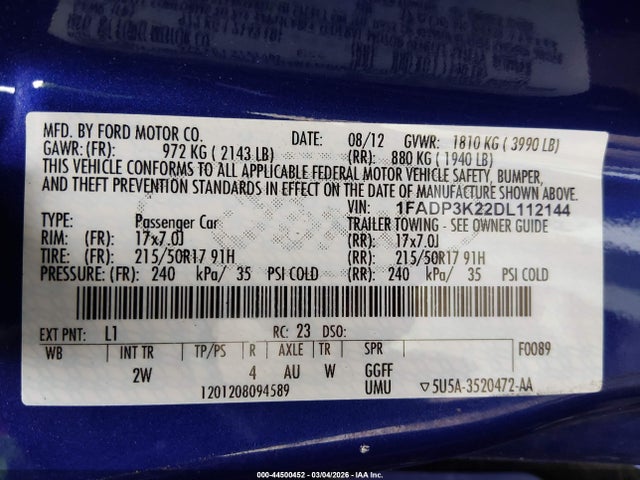 MFD. BY FORD MOTOR CO.
DATE: 08/12 GVWR: 1810 KG ( 3990 LB)
GAWR: (FR): 972 KG ( 2143 LB) (RR): 880 KG ( 1940 LB)
THIS VEHICLE CONFORMS TO ALL APPLICABLE FEDERAL MOTOR VEHICLE SAFETY, BUMPER,
AND THEFT PREVENTION STANDARDS IN EFFECT ON THE DATE OF MANUFACTURE SHOWN ABOVE.
VIN: 1FADP3K22DL112144
TYPE: Passenger Car TRAILER TOWING - SEE OWNER GUIDE
RIM: (FR): 17x7.0J (RR): 17x7.0J
TIRE: (FR): 215/50R17 91H (RR): 215/50R17 91H
PRESSURE: (FR): 240 kPa/ 35 PSI COLD (RR): 240 kPa/ 35 PSI COLD
EXT PNT: L1 RC: 23 DSO:
WB INT TR TP/PS R AXLE TR SPR F0089
2W 4 AU W GGFF
1201208094589 UMU ▽5U5A-3520472-AA
000-44500452 - 03/04/2026 - IAA Inc.